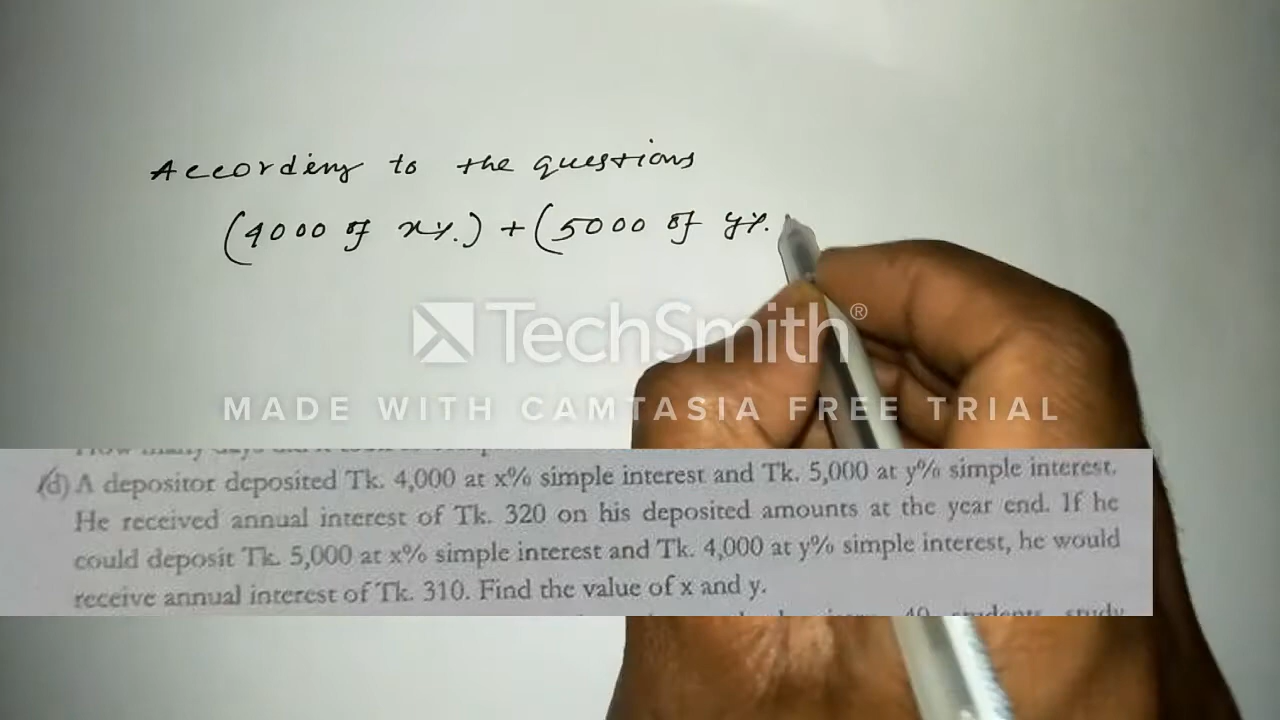 According to the questions
(4000 of x%) + (5000 of y%
TechSmith®
MADE WITH CAMTASIA FREE TRIAL
(d) A depositor deposited Tk. 4,000 at x% simple interest and Tk. 5,000 at y% simple interest.
He received annual interest of Tk. 320 on his deposited amounts at the year end. If he
could deposit Tk. 5,000 at x% simple interest and Tk. 4,000 at y% simple interest, he would
receive annual interest of Tk. 310. Find the value of x and y.
40 students study